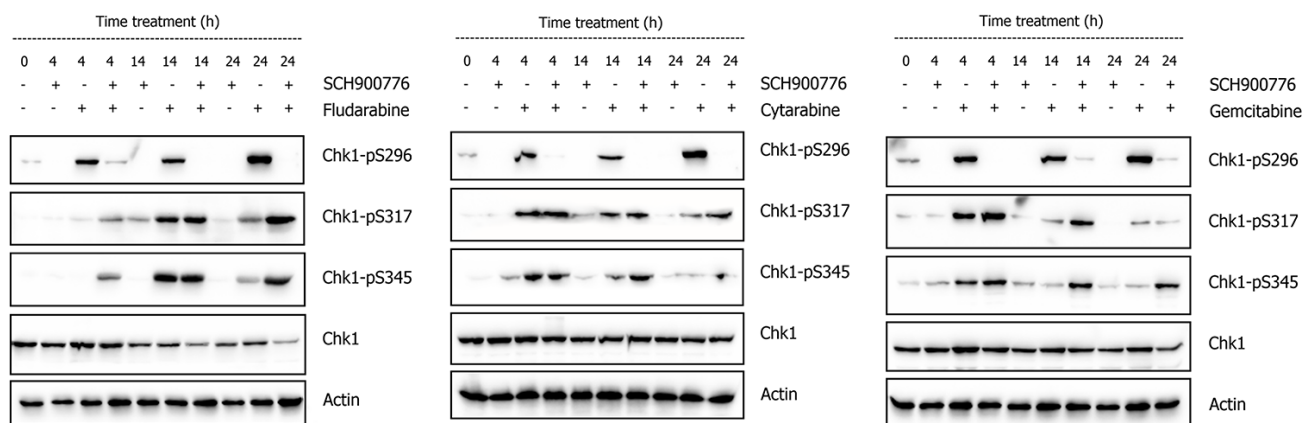 Time treatment (h)
0 4 4 4 14 14 14 24 24 24
- + - + + - + + - + SCH900776
- - + + - + + - + + Fludarabine
Chk1-pS296
Chk1-pS317
Chk1-pS345
Chk1
Actin
Time treatment (h)
0 4 4 4 14 14 14 24 24 24
- + - + + - + + - + SCH900776
- - + + - + + - + + Cytarabine
Chk1-pS296
Chk1-pS317
Chk1-pS345
Chk1
Actin
Time treatment (h)
0 4 4 4 14 14 14 24 24 24
- + - + + - + + - + SCH900776
- - + + - + + - + + Gemcitabine
Chk1-pS296
Chk1-pS317
Chk1-pS345
Chk1
Actin